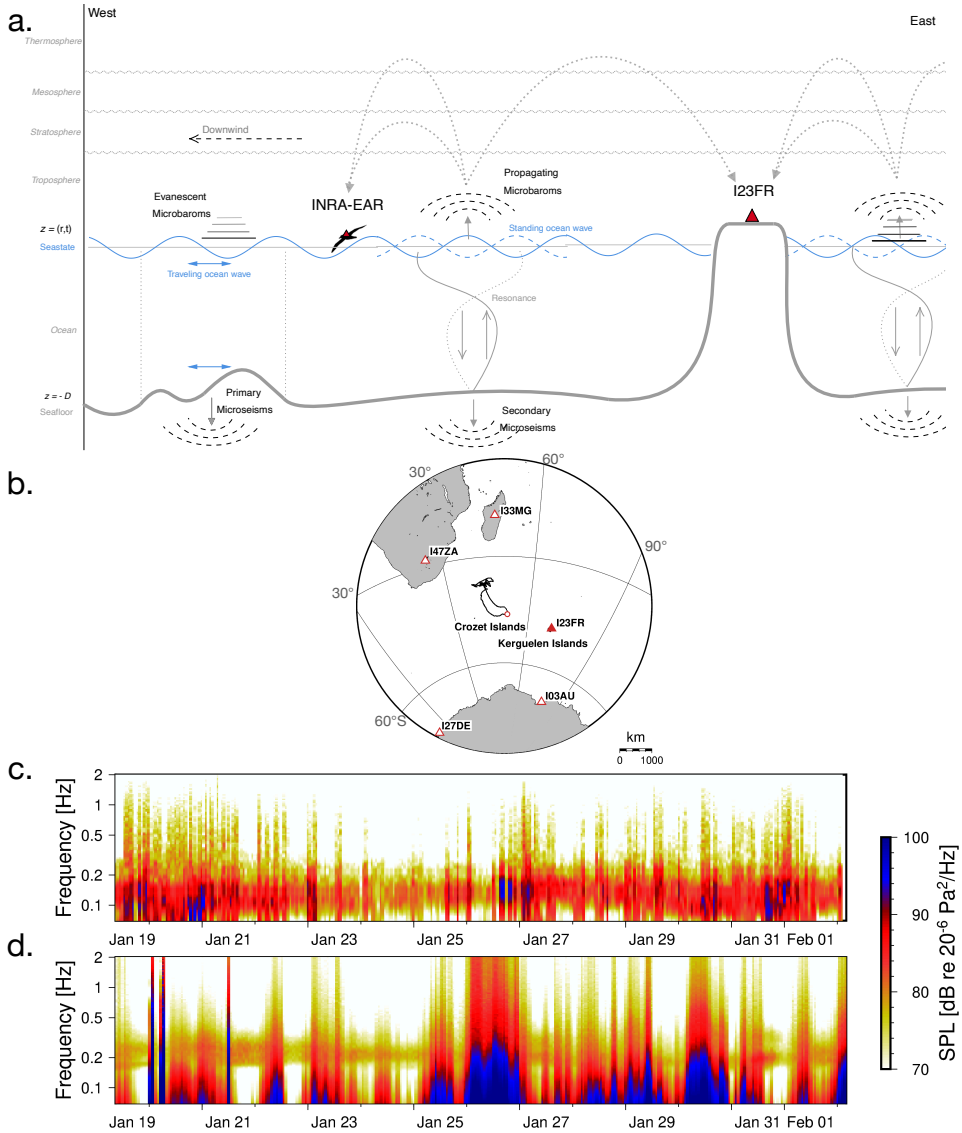 a.
West
East
Thermosphere
Mesosphere
Stratosphere
Downwind
Troposphere
Propagating
Microbaroms
I23FR
Evanescent
Microbaroms
INRA-EAR
z = (r,t)
Seastate
Standing ocean wave
Traveling ocean wave
Resonance
Ocean
z = - D
Seafloor
Primary
Microseisms
Secondary
Microseisms
b.
30°
60°
I33MG
90°
I47ZA
30°
Crozet Islands
I23FR
Kerguelen Islands
I03AU
60°S
I27DE
km
0 1000
c.
Frequency [Hz]
2
1
0.5
0.2
0.1
Jan 19 Jan 21 Jan 23 Jan 25 Jan 27 Jan 29 Jan 31 Feb 01
d.
Frequency [Hz]
2
1
0.5
0.2
0.1
Jan 19 Jan 21 Jan 23 Jan 25 Jan 27 Jan 29 Jan 31 Feb 01
100
90
80
70
SPL [dB re 20⁻⁶ Pa²/Hz]